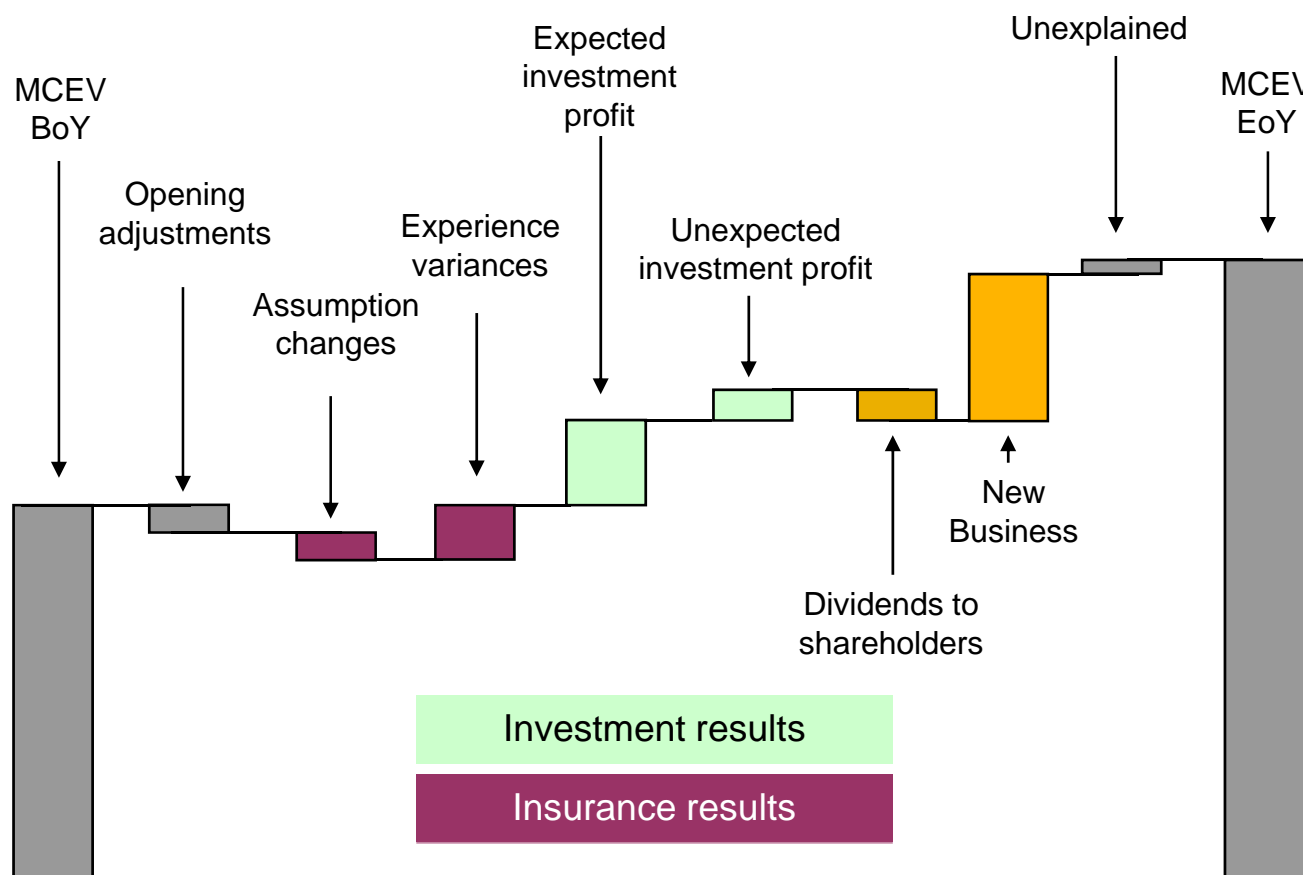 MCEV
BoY
Opening
adjustments
Assumption
changes
Experience
variances
Expected
investment
profit
Unexpected
investment profit
Dividends to
shareholders
New
Business
Unexplained
MCEV
EoY
Investment results
Insurance results